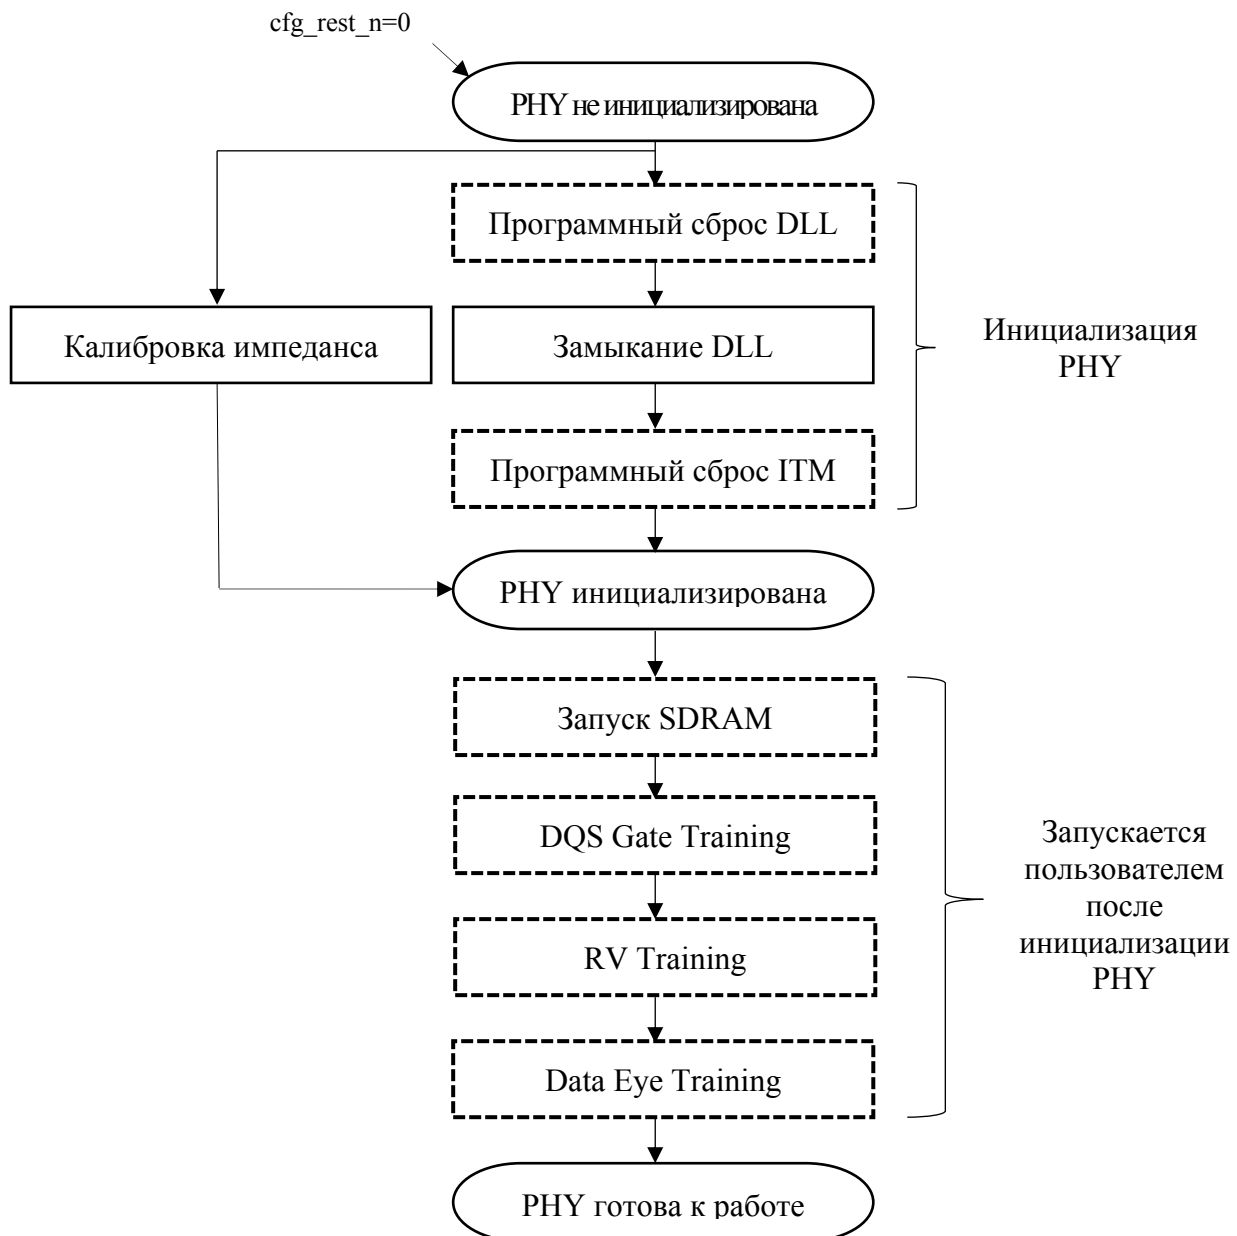 cfg_rest_n=0
PHY не инициализирована
Программный сброс DLL
Калибровка импеданса
Замыкание DLL
Инициализация
PHY
Программный сброс ITM
PHY инициализирована
Запуск SDRAM
DQS Gate Training
RV Training
Data Eye Training
Запускается
пользователем
после
инициализации
PHY
PHY готова к работе